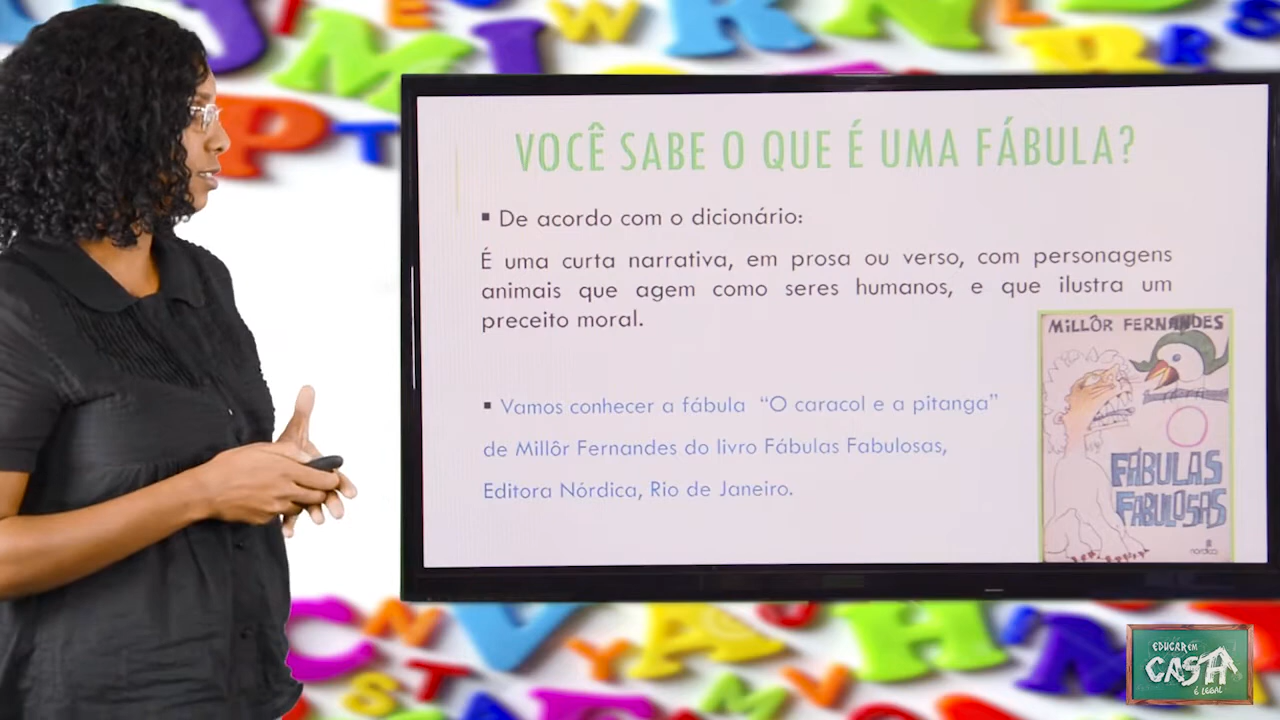 VOCÊ SABE O QUE É UMA FÁBULA?
▪ De acordo com o dicionário:
É uma curta narrativa, em prosa ou verso, com personagens
animais que agem como seres humanos, e que ilustra um
preceito moral.
MILLÔR FERNANDES
▪ Vamos conhecer a fábula “O caracol e a pitanga”
de Millôr Fernandes do livro Fábulas Fabulosas,
Editora Nórdica, Rio de Janeiro.
FÁBULAS
FABULOSAS
nordica
EDUCAR EM
CASA
É LEGAL